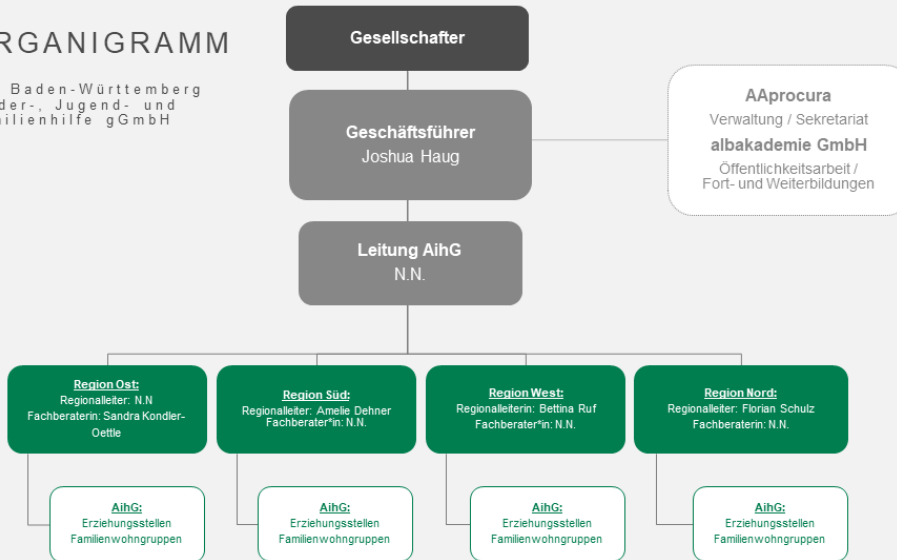 RGANIGRAMM
Baden-Württemberg
der-, Jugend- und
ilienhilfe gGmbH
Gesellschafter
Geschäftsführer
Joshua Haug
AAprocura
Verwaltung / Sekretariat
albakademie GmbH
Öffentlichkeitsarbeit /
Fort- und Weiterbildungen
Leitung AihG
N.N.
Region Ost:
Regionalleiter: N.N
Fachberaterin: Sandra Kondler-
Oettle
Region Süd:
Regionalleiter: Amelie Dehner
Fachberater*in: N.N.
Region West:
Regionalleiterin: Bettina Ruf
Fachberater*in: N.N.
Region Nord:
Regionalleiter: Florian Schulz
Fachberaterin: N.N.
AihG:
Erziehungsstellen
Familienwohngruppen
AihG:
Erziehungsstellen
Familienwohngruppen
AihG:
Erziehungsstellen
Familienwohngruppen
AihG:
Erziehungsstellen
Familienwohngruppen